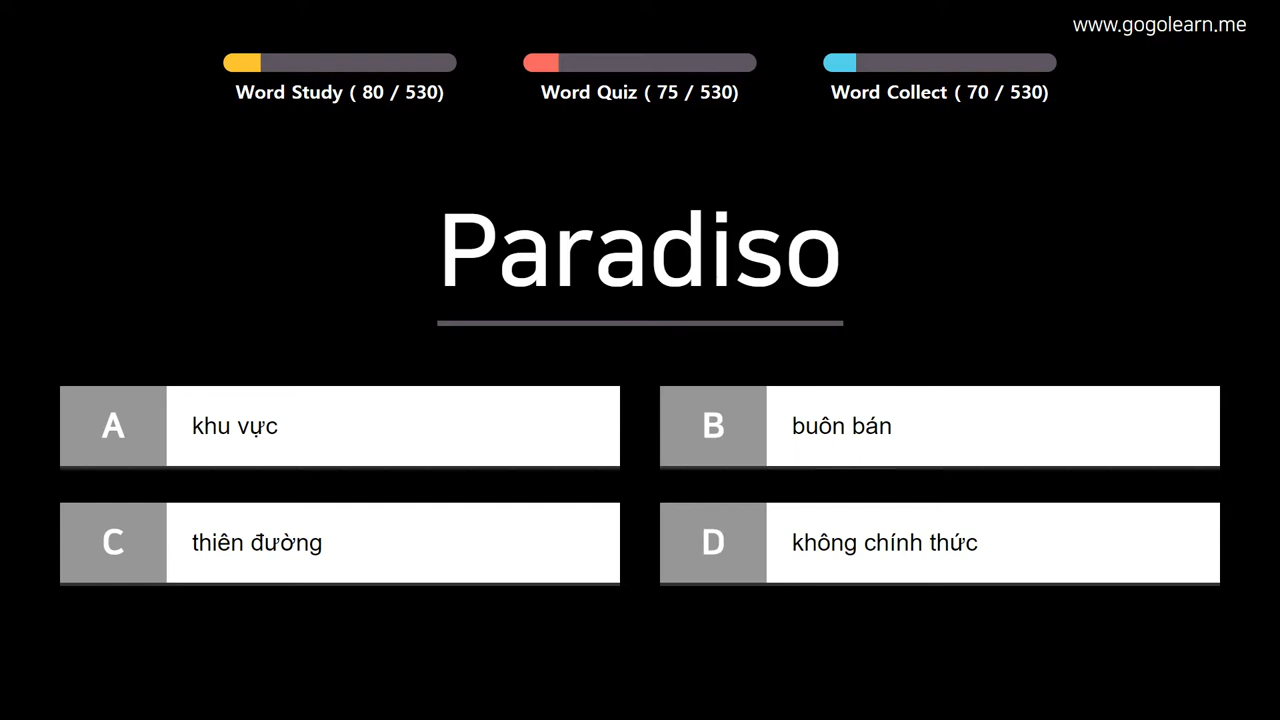 www.gogolearn.me
Word Study ( 80 / 530)
Word Quiz ( 75 / 530)
Word Collect ( 70 / 530)
Paradiso
A khu vực
B buôn bán
C thiên đường
D không chính thức